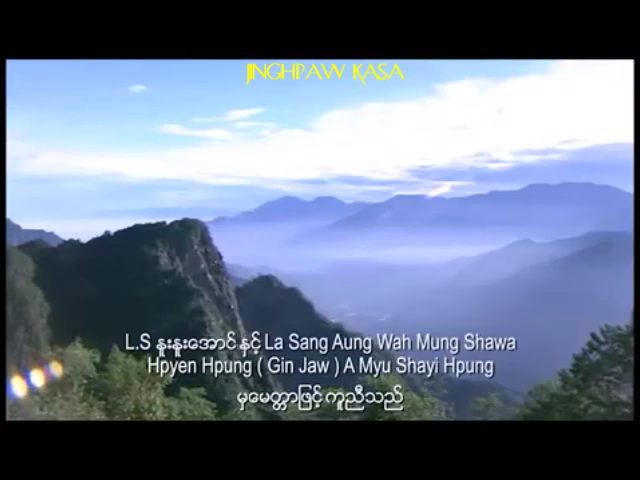 JINGHPAW KASA
L.S နူးနူးအောင် နှင့် La Sang Aung Wah Mung Shawa
Hpyen Hpung ( Gin Jaw ) A Myu Shayi Hpung
မှမေတ္တာဖြင့် ကူညီသည်